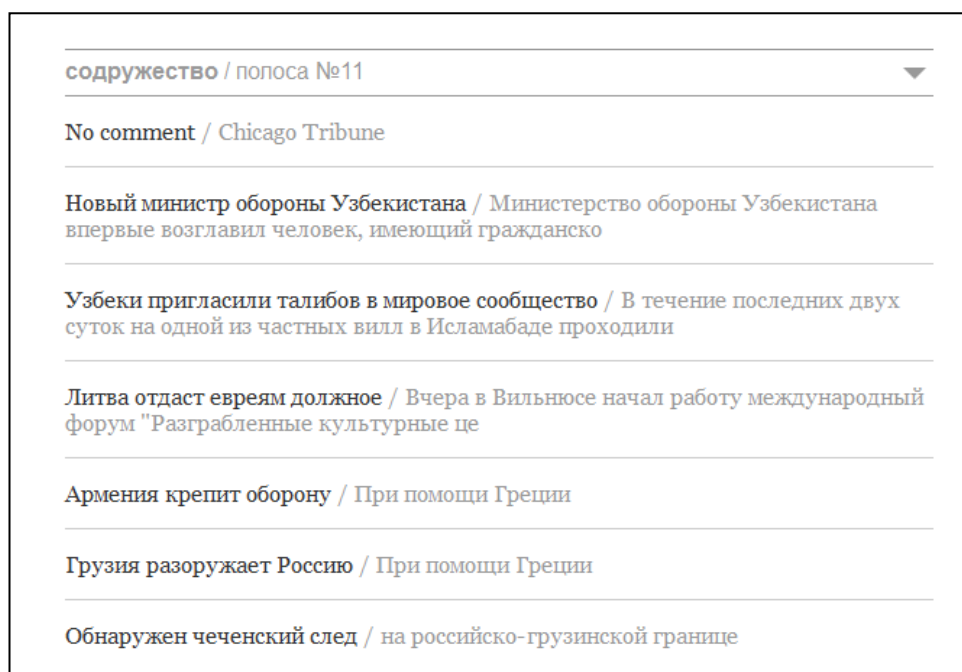 содружество / полоса №11
No comment / Chicago Tribune
Новый министр обороны Узбекистана / Министерство обороны Узбекистана
впервые возглавил человек, имеющий гражданско
Узбеки пригласили талибов в мировое сообщество / В течение последних двух
суток на одной из частных вилл в Исламабаде проходили
Литва отдаст евреям должное / Вчера в Вильнюсе начал работу международный
форум "Разграбленные культурные це
Армения крепит оборону / При помощи Греции
Грузия разоружает Россию / При помощи Греции
Обнаружен чеченский след / на российско-грузинской границе